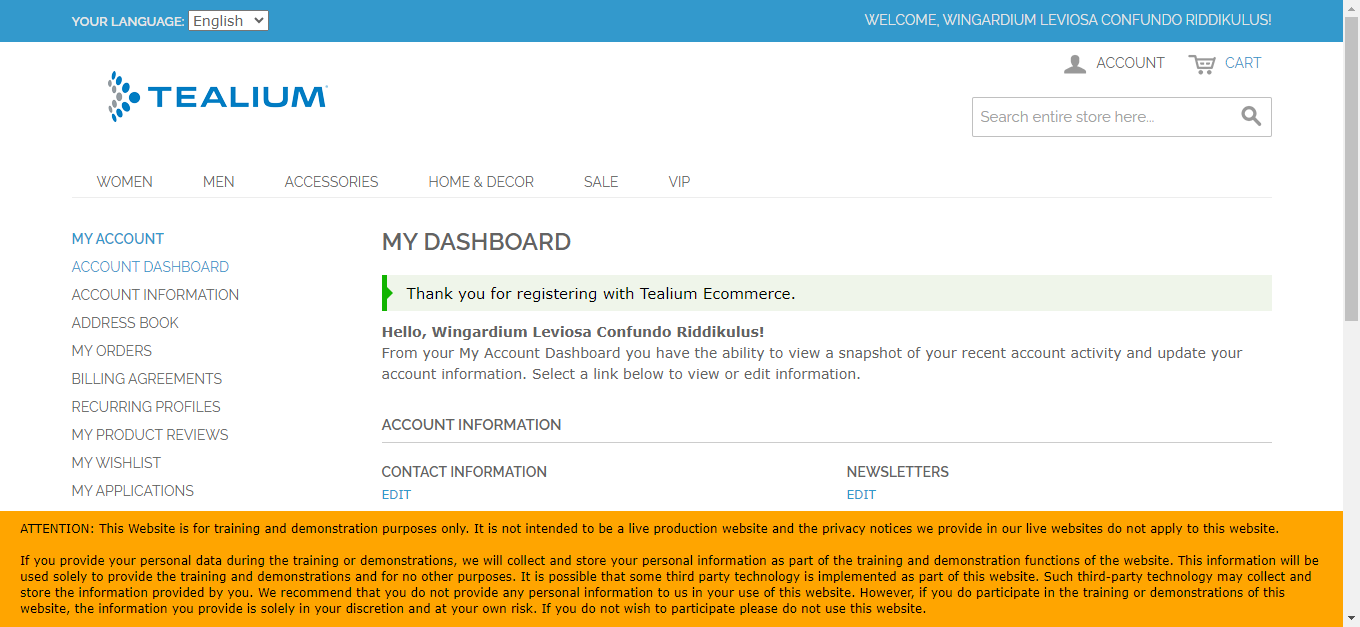 YOUR LANGUAGE: English
WELCOME, WINGARDIUM LEVIOSA CONFUNDO RIDDIKULUS!
ACCOUNT
CART
TEALIUM
Search entire store here...
WOMEN
MEN
ACCESSORIES
HOME & DECOR
SALE
VIP
MY ACCOUNT
ACCOUNT DASHBOARD
ACCOUNT INFORMATION
ADDRESS BOOK
MY ORDERS
BILLING AGREEMENTS
RECURRING PROFILES
MY PRODUCT REVIEWS
MY WISHLIST
MY APPLICATIONS
MY DASHBOARD
Thank you for registering with Tealium Ecommerce.
Hello, Wingardium Leviosa Confundo Riddikulus!
From your My Account Dashboard you have the ability to view a snapshot of your recent account activity and update your
account information. Select a link below to view or edit information.
ACCOUNT INFORMATION
CONTACT INFORMATION
EDIT
NEWSLETTERS
EDIT
ATTENTION: This Website is for training and demonstration purposes only. It is not intended to be a live production website and the privacy notices we provide in our live websites do not apply to this website.
If you provide your personal data during the training or demonstrations, we will collect and store your personal information as part of the training and demonstration functions of the website. This information will be
used solely to provide the training and demonstrations and for no other purposes. It is possible that some third party technology is implemented as part of this website. Such third-party technology may collect and
store the information provided by you. We recommend that you do not provide any personal information to us in your use of this website. However, if you do participate in the training or demonstrations of this
website, the information you provide is solely in your discretion and at your own risk. If you do not wish to participate please do not use this website.